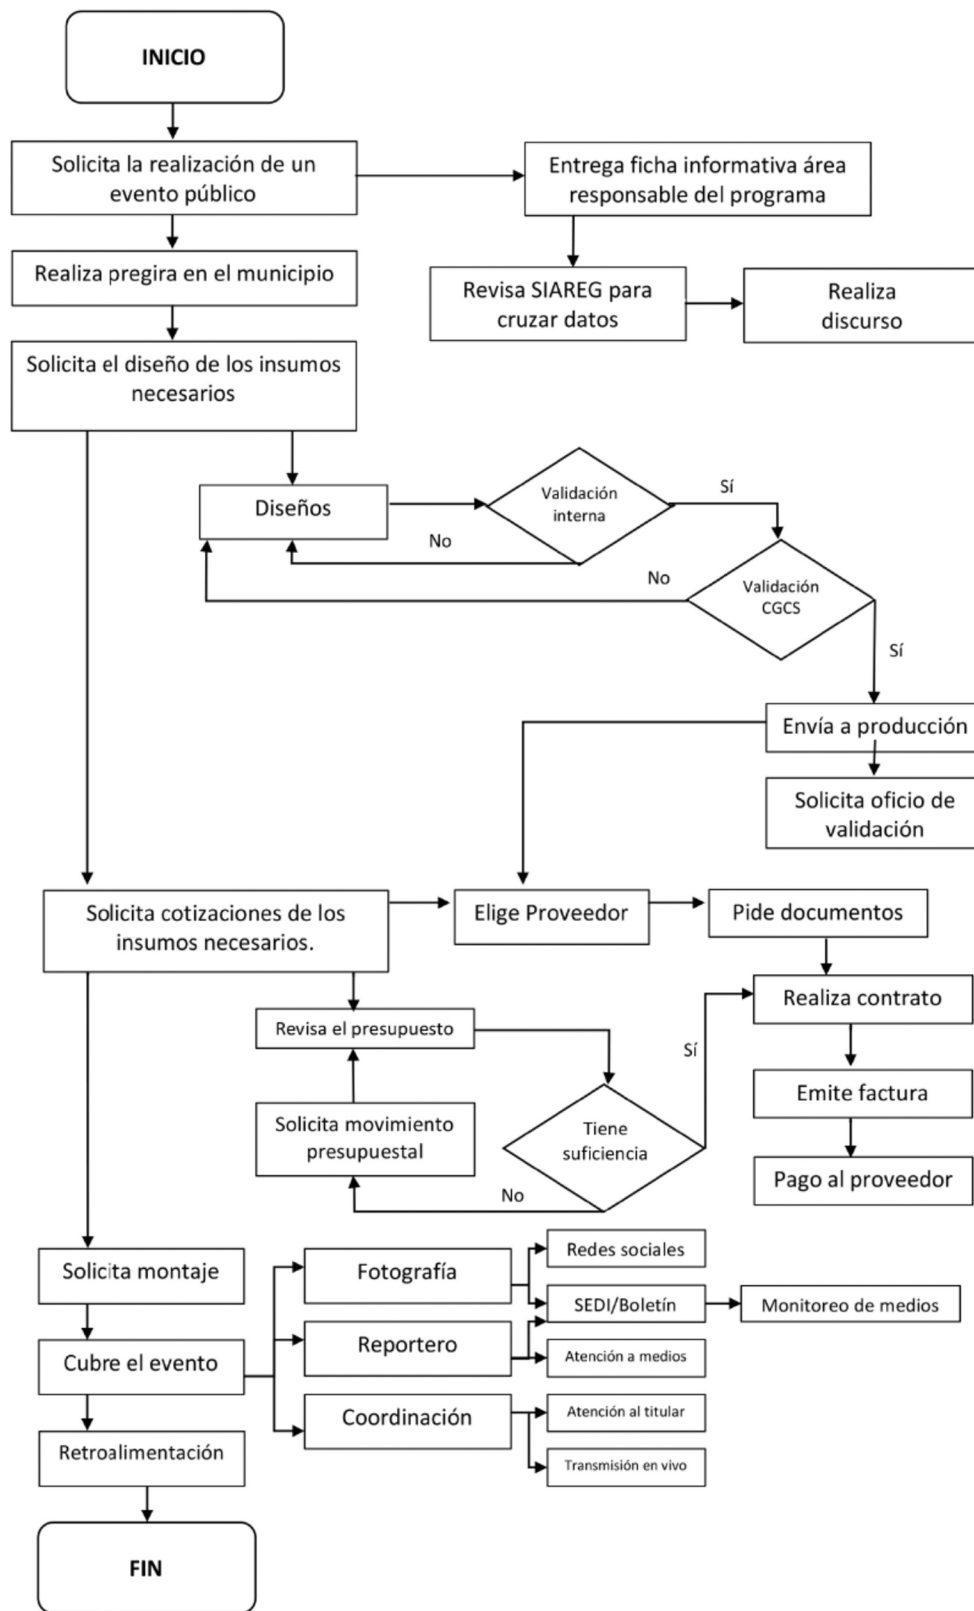 INICIO
Solicita la realización de un
evento público
Entrega ficha informativa área
responsable del programa
Realiza pregira en el municipio
Revisa SIAREG para
cruzar datos
Realiza
discurso
Solicita el diseño de los insumos
necesarios
Diseños
Validación
interna
Sí
No
No
Validación
CGCS
Sí
Envía a producción
Solicita oficio de
validación
Solicita cotizaciones de los
insumos necesarios.
Elige Proveedor
Pide documentos
Realiza contrato
Revisa el presupuesto
Sí
Emite factura
Solicita movimiento
presupuestal
Tiene
suficiencia
No
Pago al proveedor
Solicita montaje
Fotografía
Redes sociales
SEDI/Boletín
Monitoreo de medios
Cubre el evento
Reportero
Atención a medios
Coordinación
Atención al titular
Retroalimentación
Transmisión en vivo
FIN